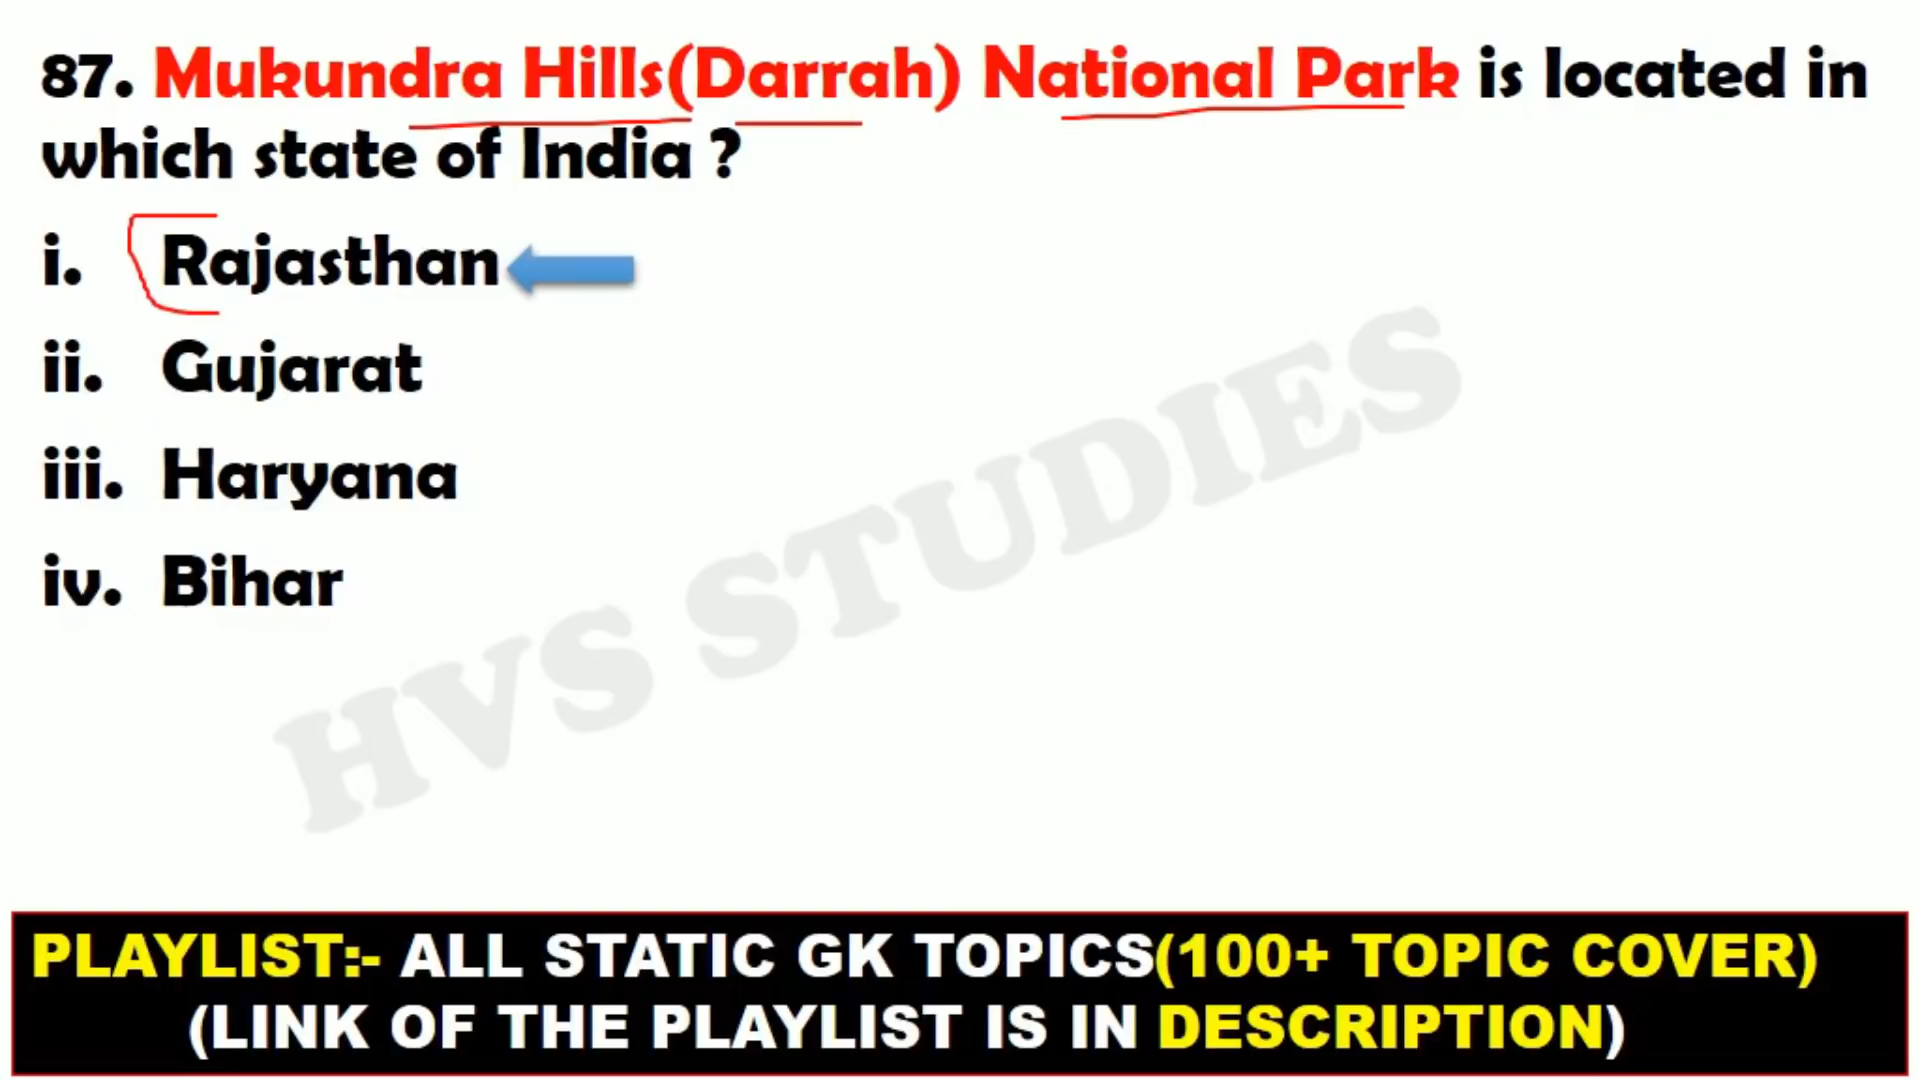 87. Mukundra Hills(Darrah) National Park is located in
which state of India ?
i. Rajasthan
ii. Gujarat
iii. Haryana
iv. Bihar
HVS STUDIES
PLAYLIST:- ALL STATIC GK TOPICS(100+ TOPIC COVER)
(LINK OF THE PLAYLIST IS IN DESCRIPTION)